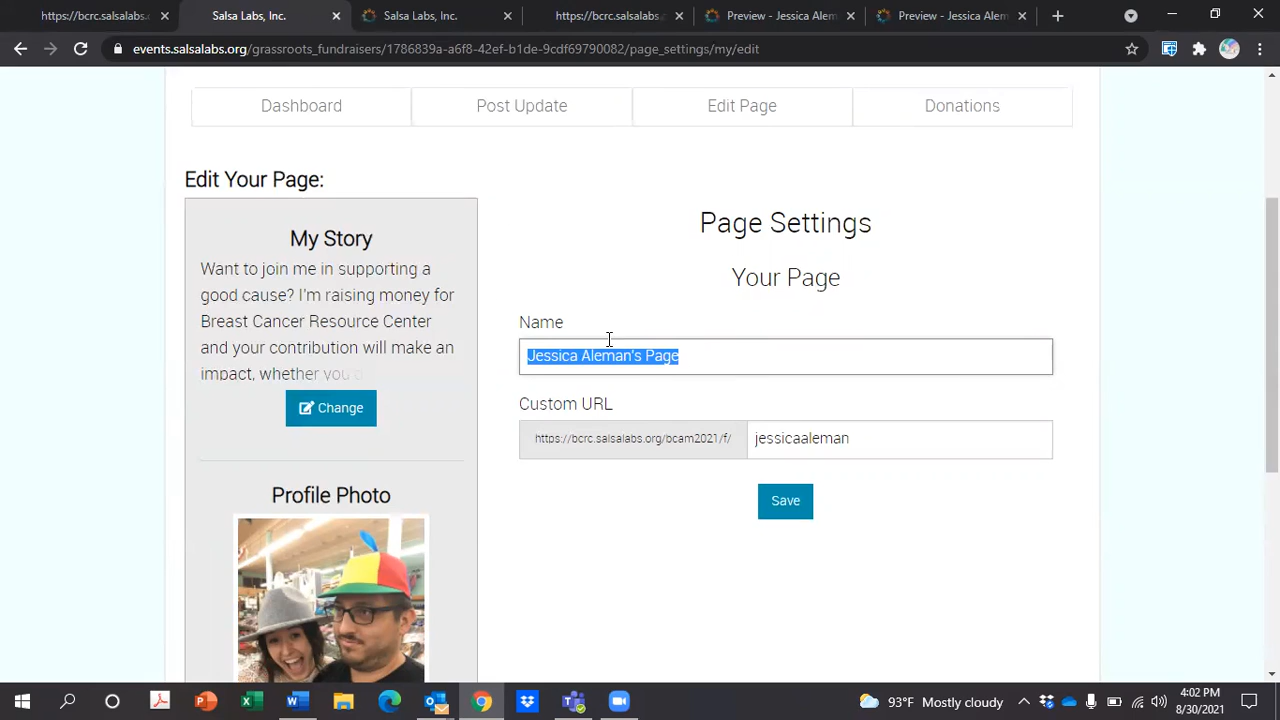 https://bcrc.salsalabs.c
Salsa Labs, Inc.
Salsa Labs, Inc.
https://bcrc.salsalabs.c
Preview - Jessica Alem
Preview - Jessica Alem
events.salsalabs.org/grassroots_fundraisers/1786839a-a6f8-42ef-b1de-9cdf69790082/page_settings/my/edit
Dashboard
Post Update
Edit Page
Donations
Edit Your Page:
My Story
Want to join me in supporting a
good cause? I'm raising money for
Breast Cancer Resource Center
and your contribution will make an
impact, whether you d
Change
Profile Photo
Page Settings
Your Page
Name
Jessica Aleman's Page
Custom URL
https://bcrc.salsalabs.org/bcam2021/f/
jessicaaleman
Save
93°F Mostly cloudy
4:02 PM
8/30/2021